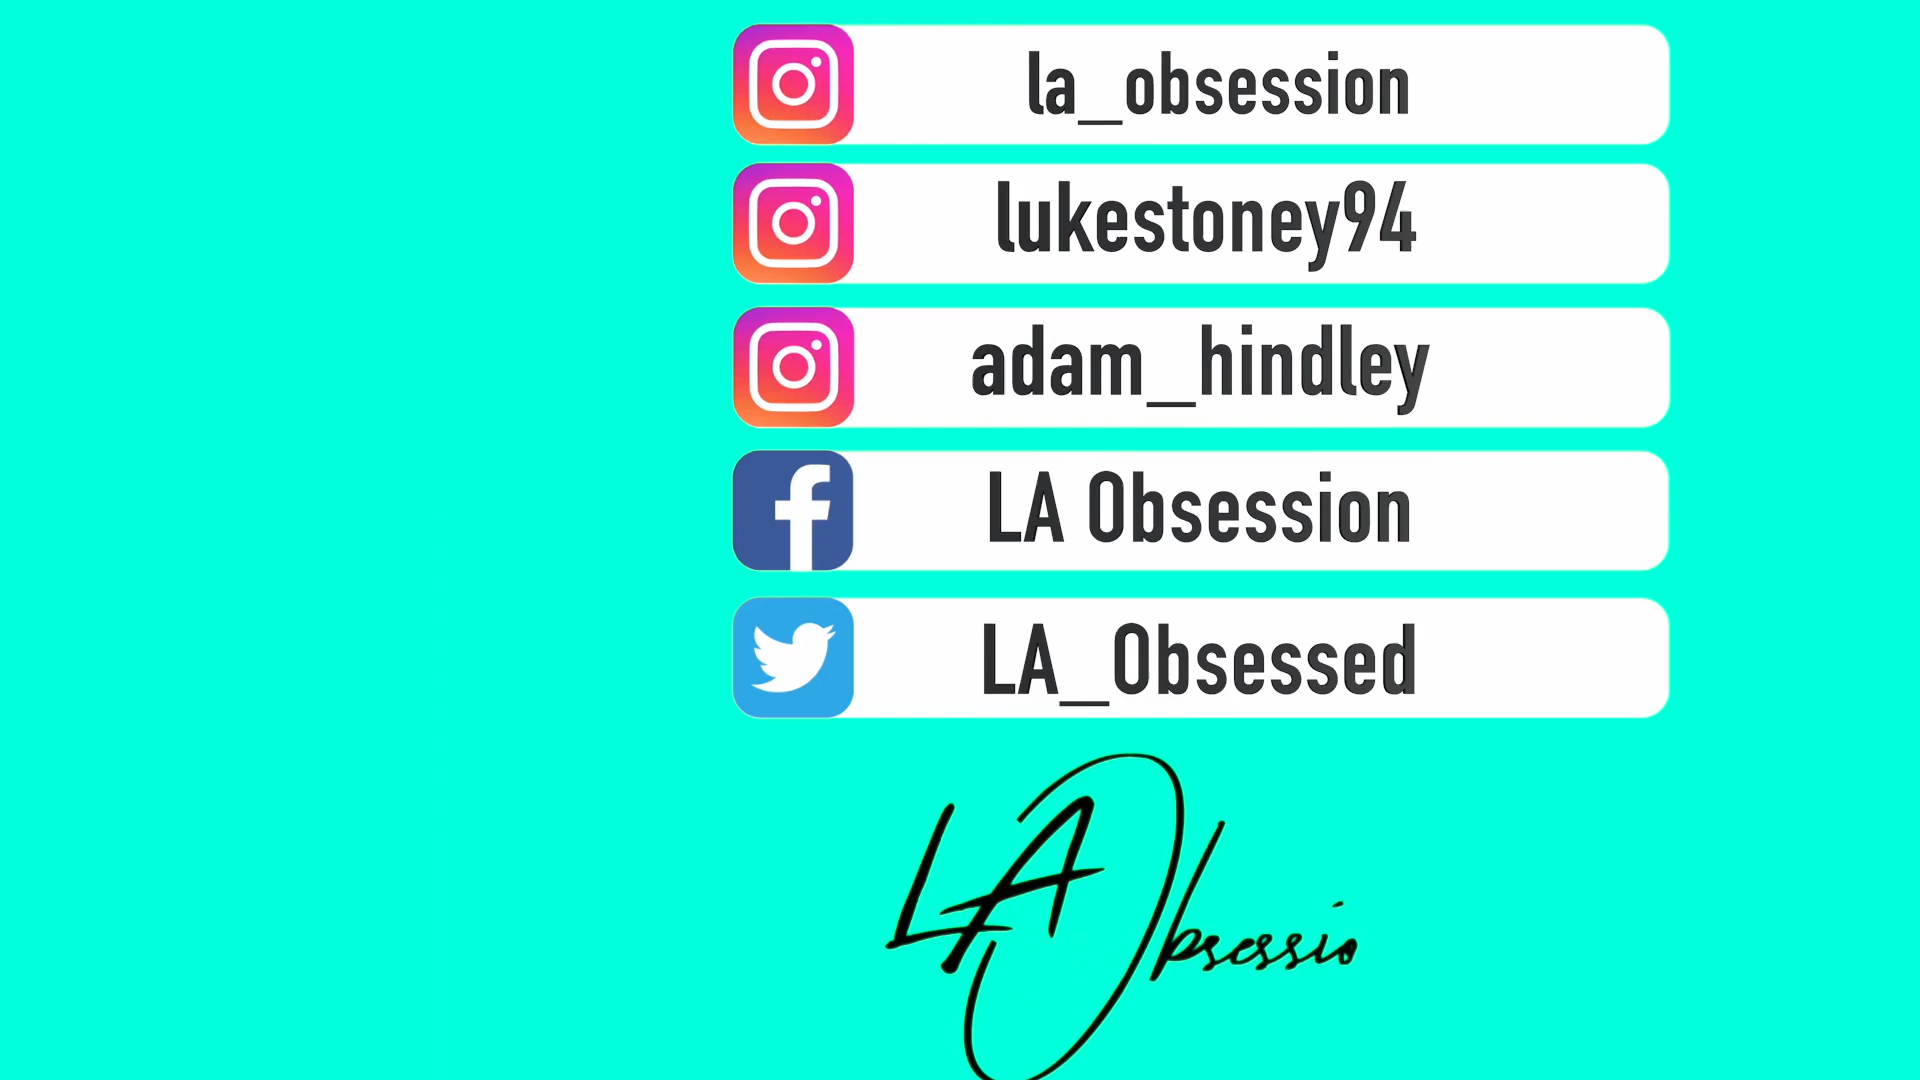 la_obsession
lukestoney94
adam_hindley
LA Obsession
LA_Obsessed
LA Obsessio